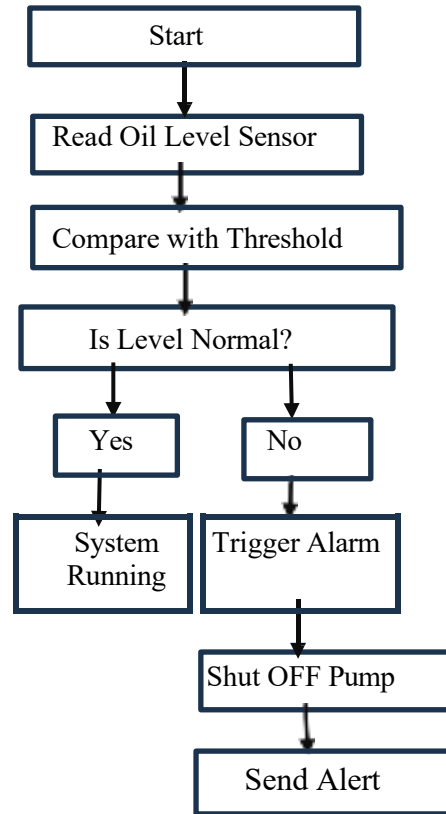 Start
Read Oil Level Sensor
Compare with Threshold
Is Level Normal?
Yes
No
System
Running
Trigger Alarm
Shut OFF Pump
Send Alert